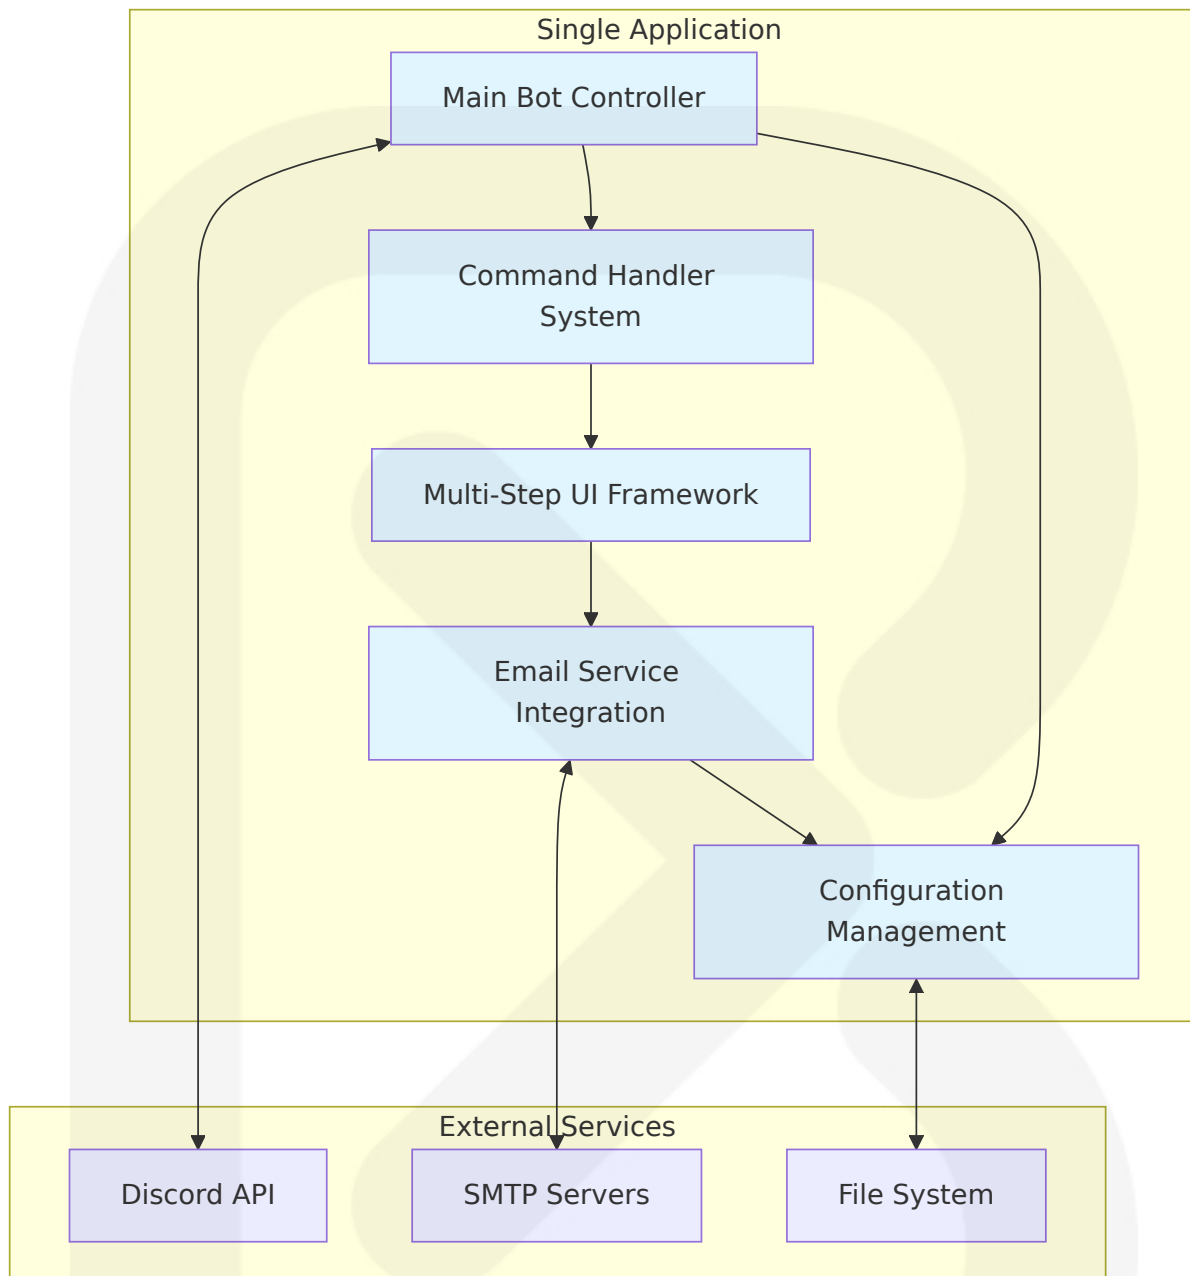 Single Application
Main Bot Controller
Command Handler
System
Multi-Step UI Framework
Email Service
Integration
Configuration
Management
External Services
Discord API
SMTP Servers
File System